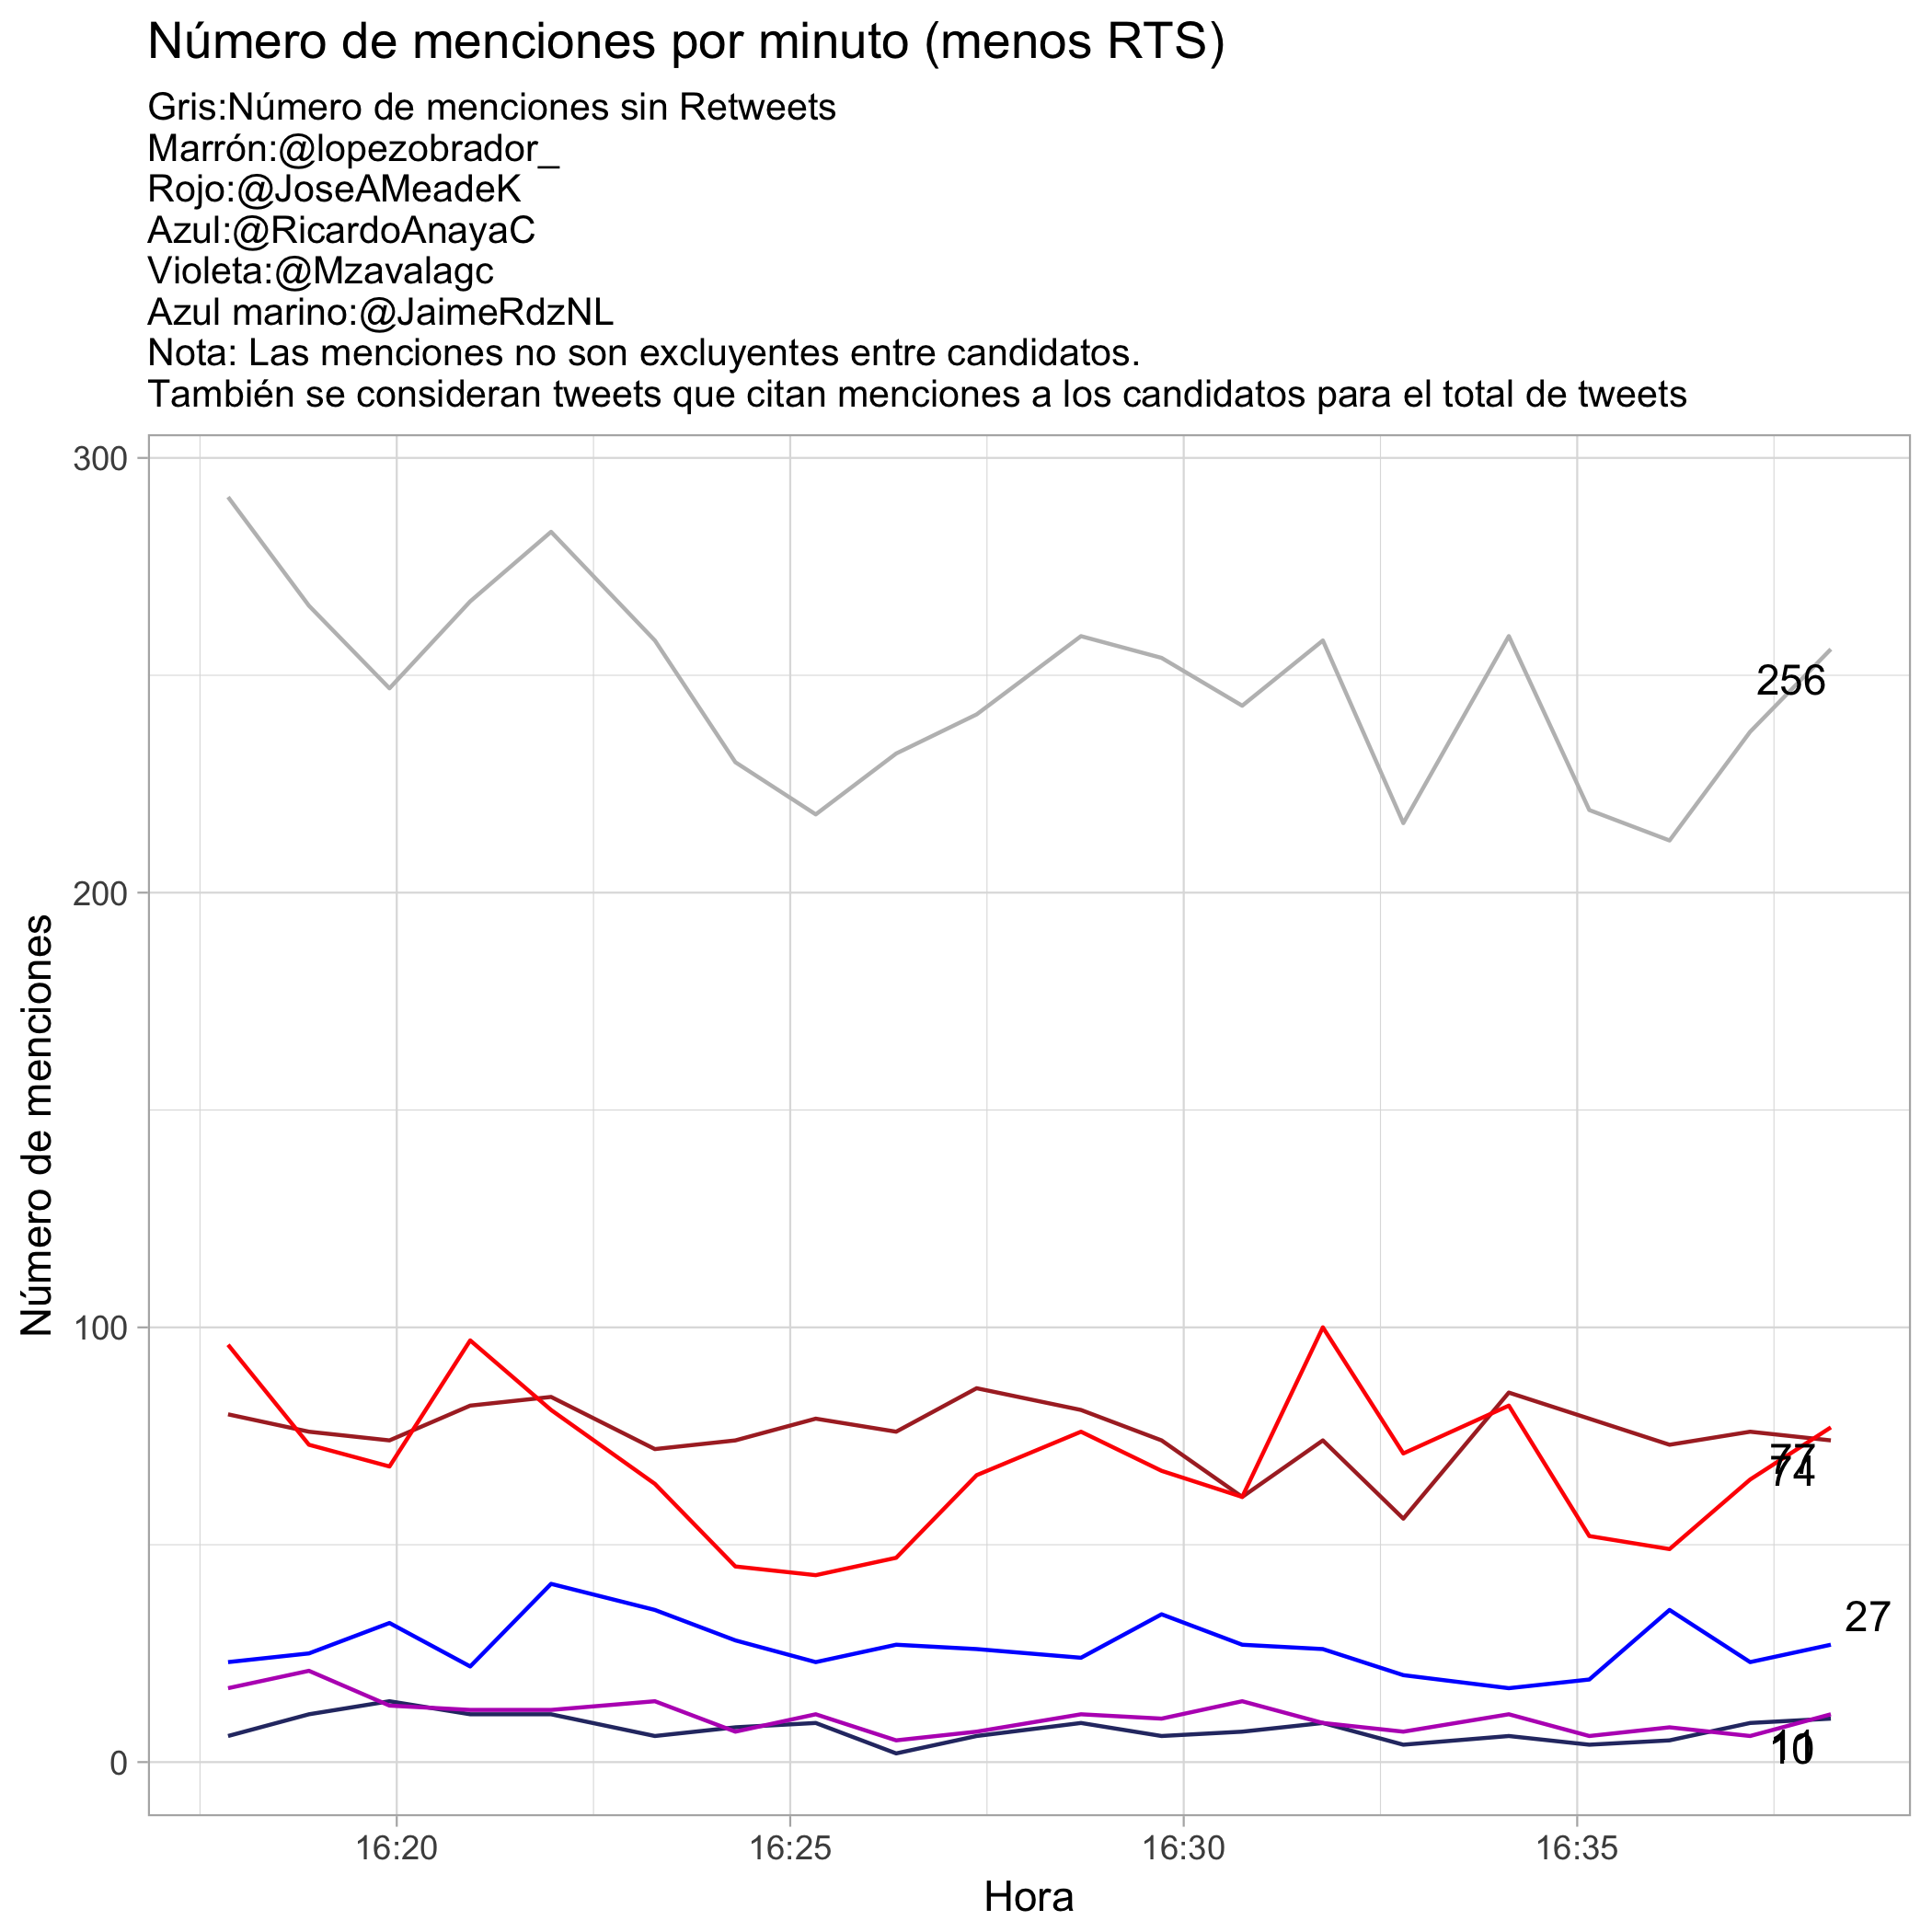 Número de menciones por minuto (menos RTS)
Gris:Número de menciones sin Retweets
Marrón:@lopezobrador_
Rojo:@JoseAMeadeK
Azul:@RicardoAnayaC
Violeta:@Mzavalagc
Azul marino:@JaimeRdzNL
Nota: Las menciones no son excluyentes entre candidatos.
También se consideran tweets que citan menciones a los candidatos para el total de tweets
Número de menciones
300
200
100
0
256
77
74
27
11
10
16:20
16:25
16:30
16:35
Hora